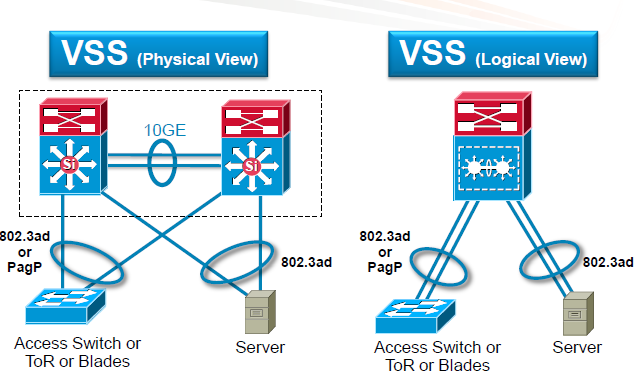 VSS (Physical View)
10GE
Si
Si
802.3ad
or
PagP
802.3ad
Access Switch or
ToR or Blades
Server
VSS (Logical View)
802.3ad
or
PagP
802.3ad
Access Switch or
ToR or Blades
Server